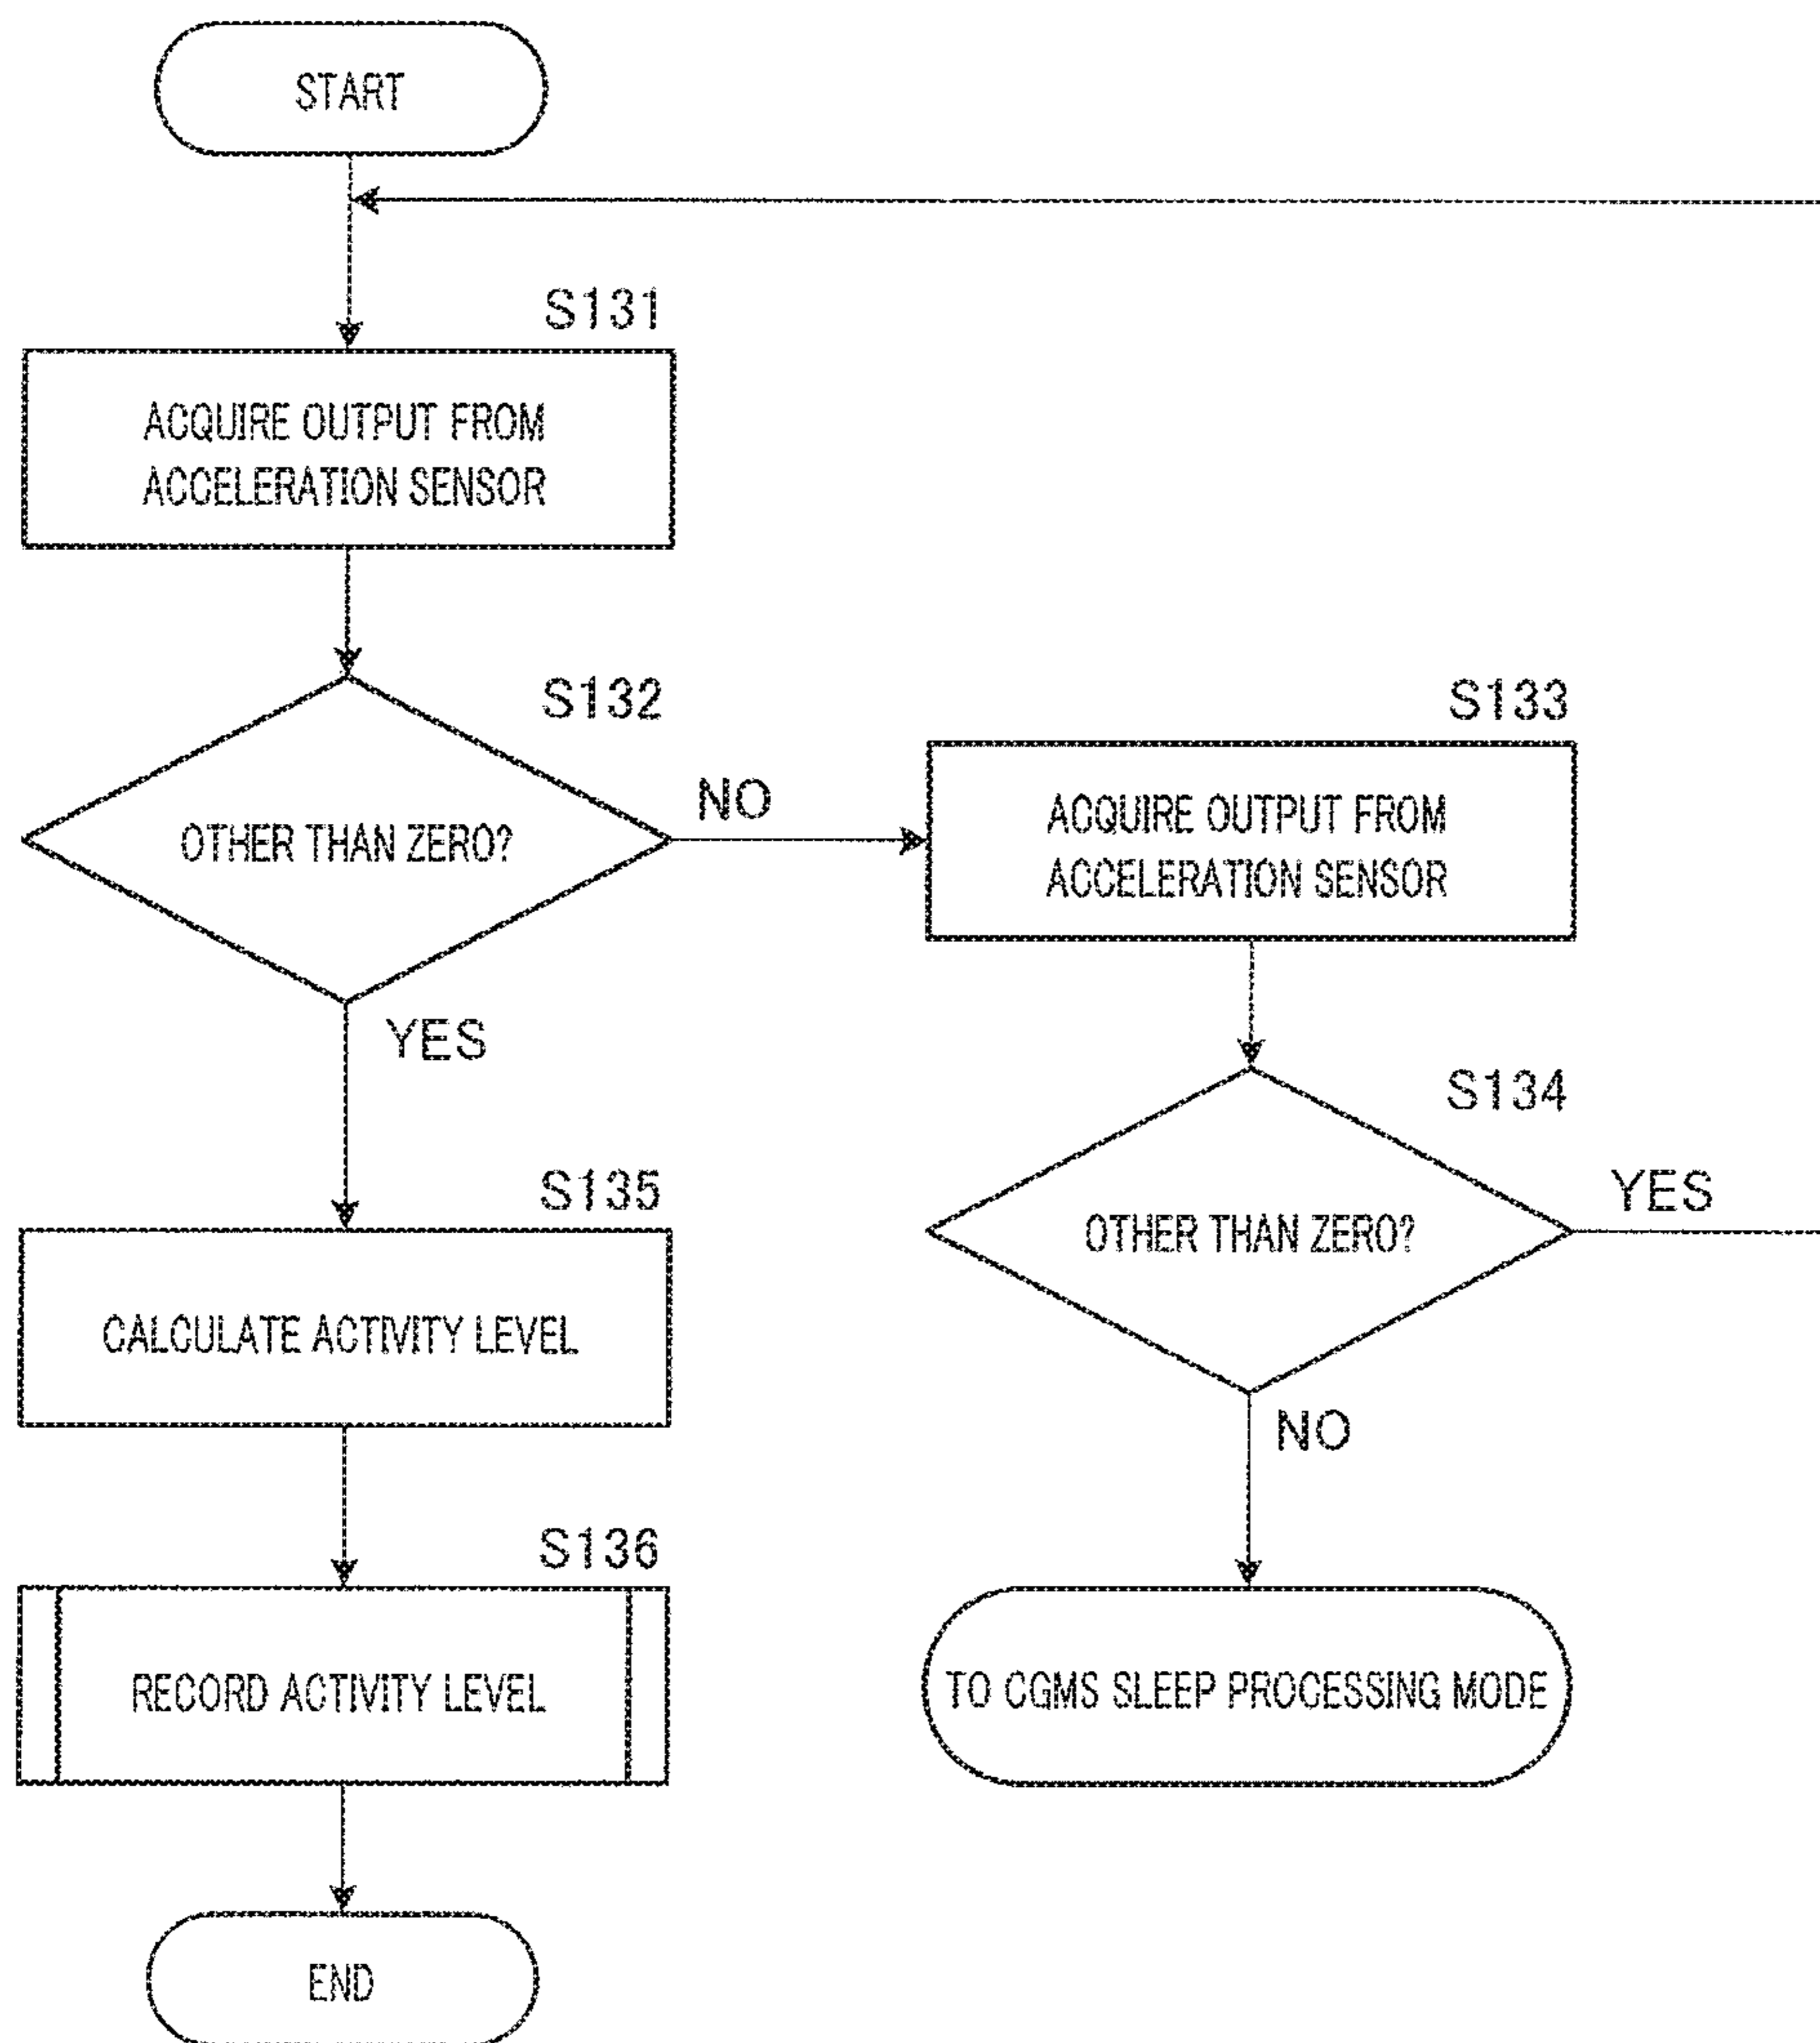 START
S131
ACQUIRE OUTPUT FROM
ACCELERATION SENSOR
S132
OTHER THAN ZERO?
NO
YES
S133
ACQUIRE OUTPUT FROM
ACCELERATION SENSOR
S134
OTHER THAN ZERO?
YES
NO
TO CGMS SLEEP PROCESSING MODE
S135
CALCULATE ACTIVITY LEVEL
S136
RECORD ACTIVITY LEVEL
END